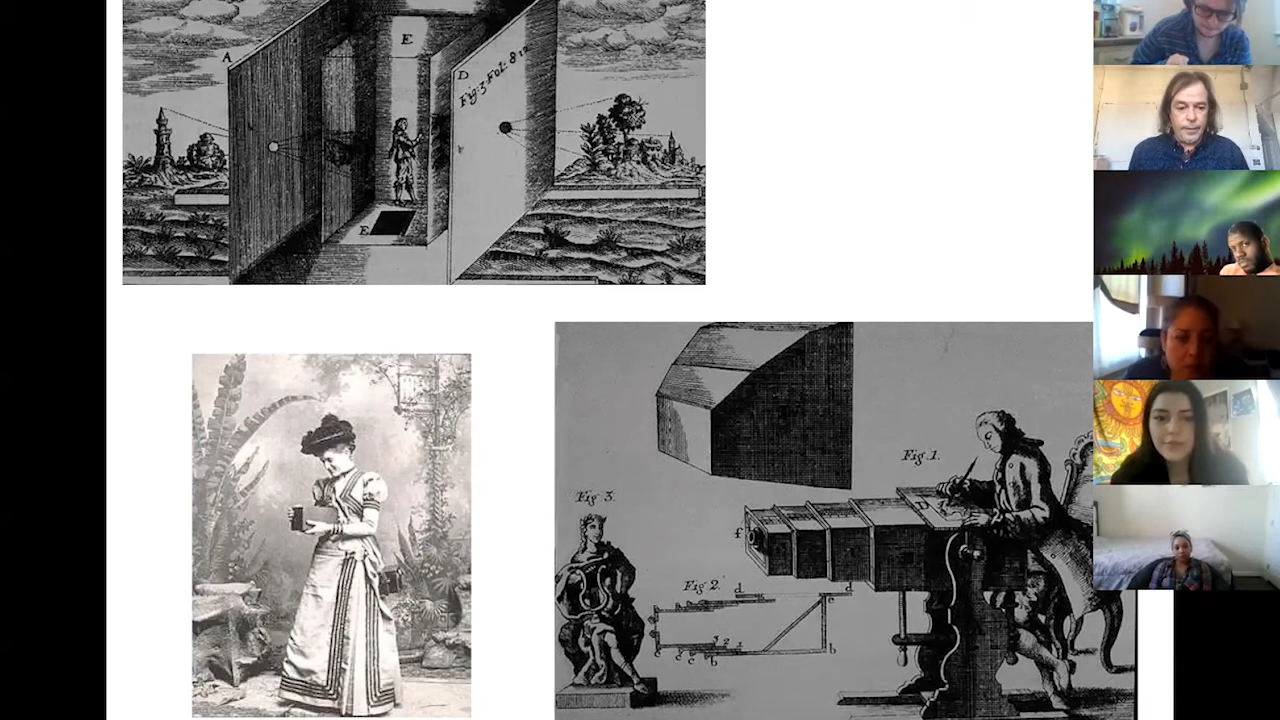 A
E
D
Fig: 3. Fol: 812
E
Fig. 1.
Fig 3.
f
Fig 2.
d
d
e
b
b